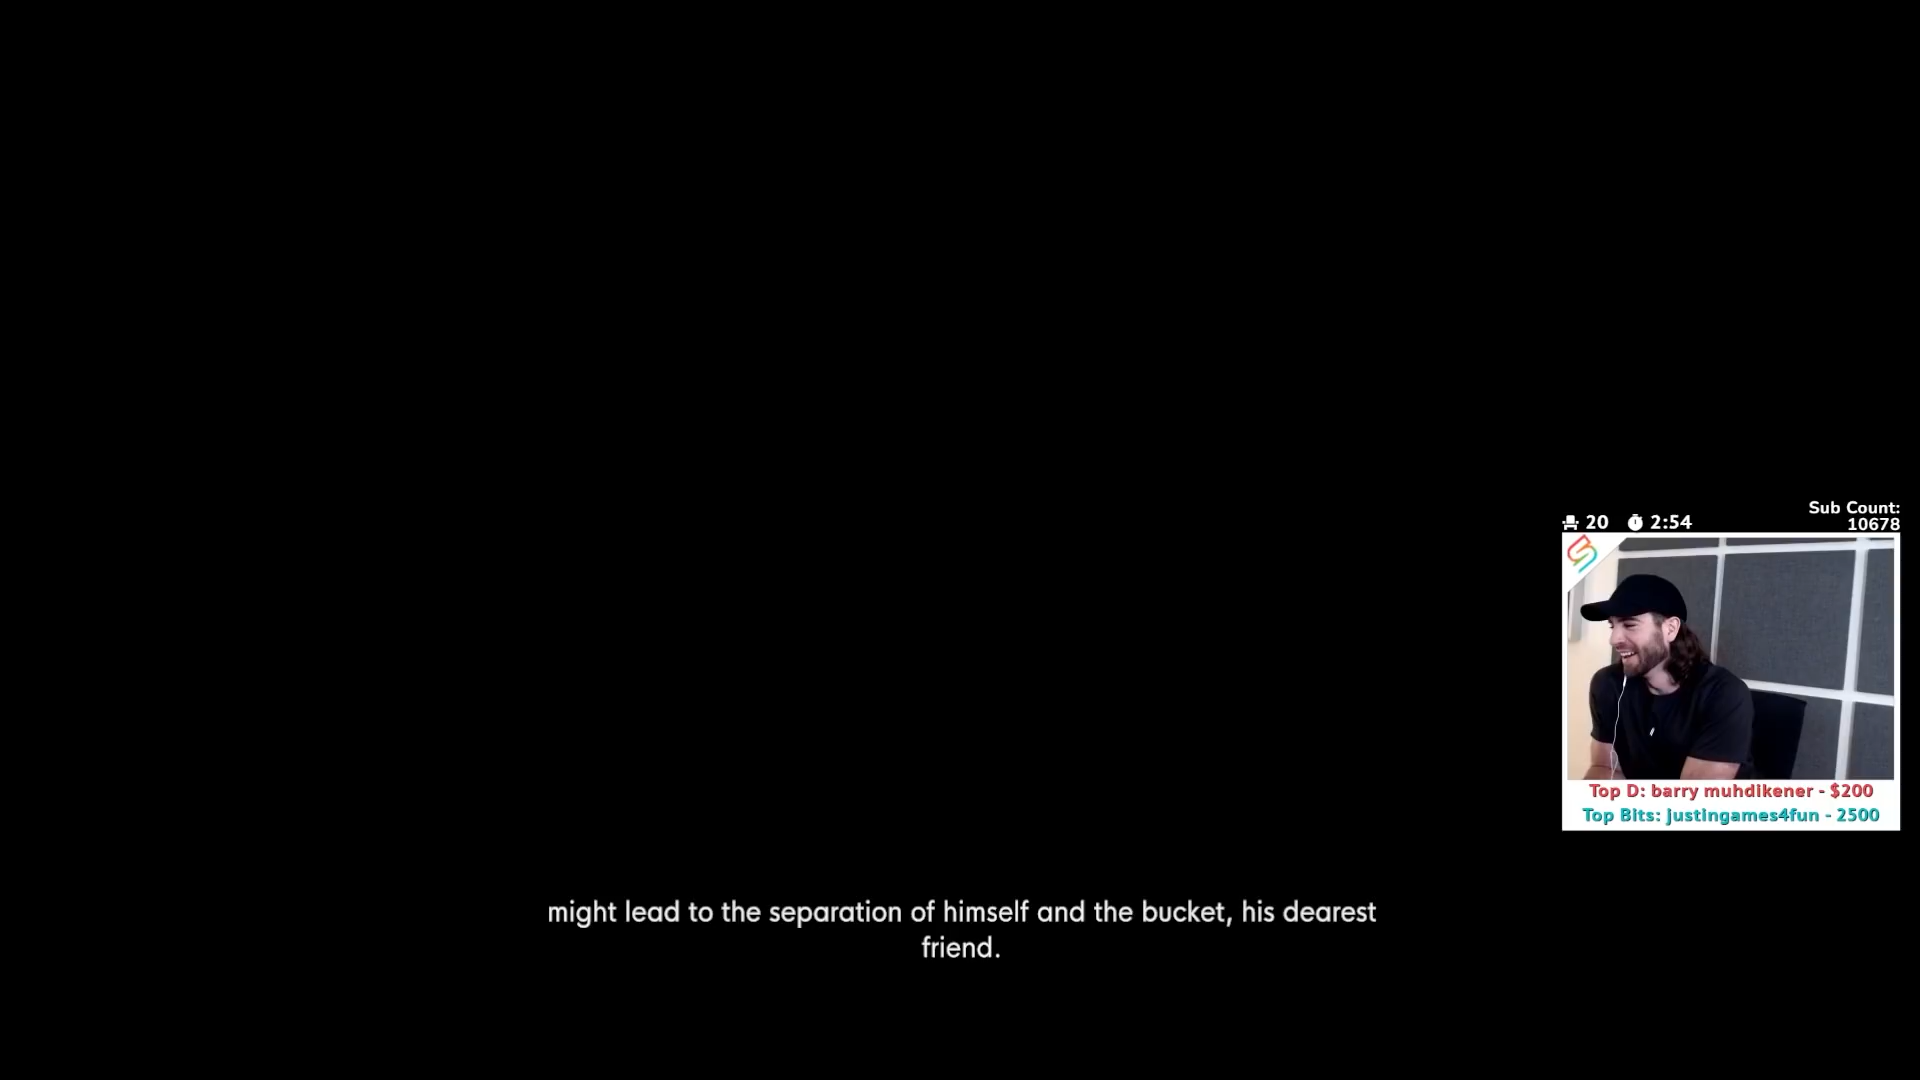 Sub Count:
20 2:54 10678
Top D: barry muhdikener - $200
Top Bits: justingames4fun - 2500
might lead to the separation of himself and the bucket, his dearest
friend.